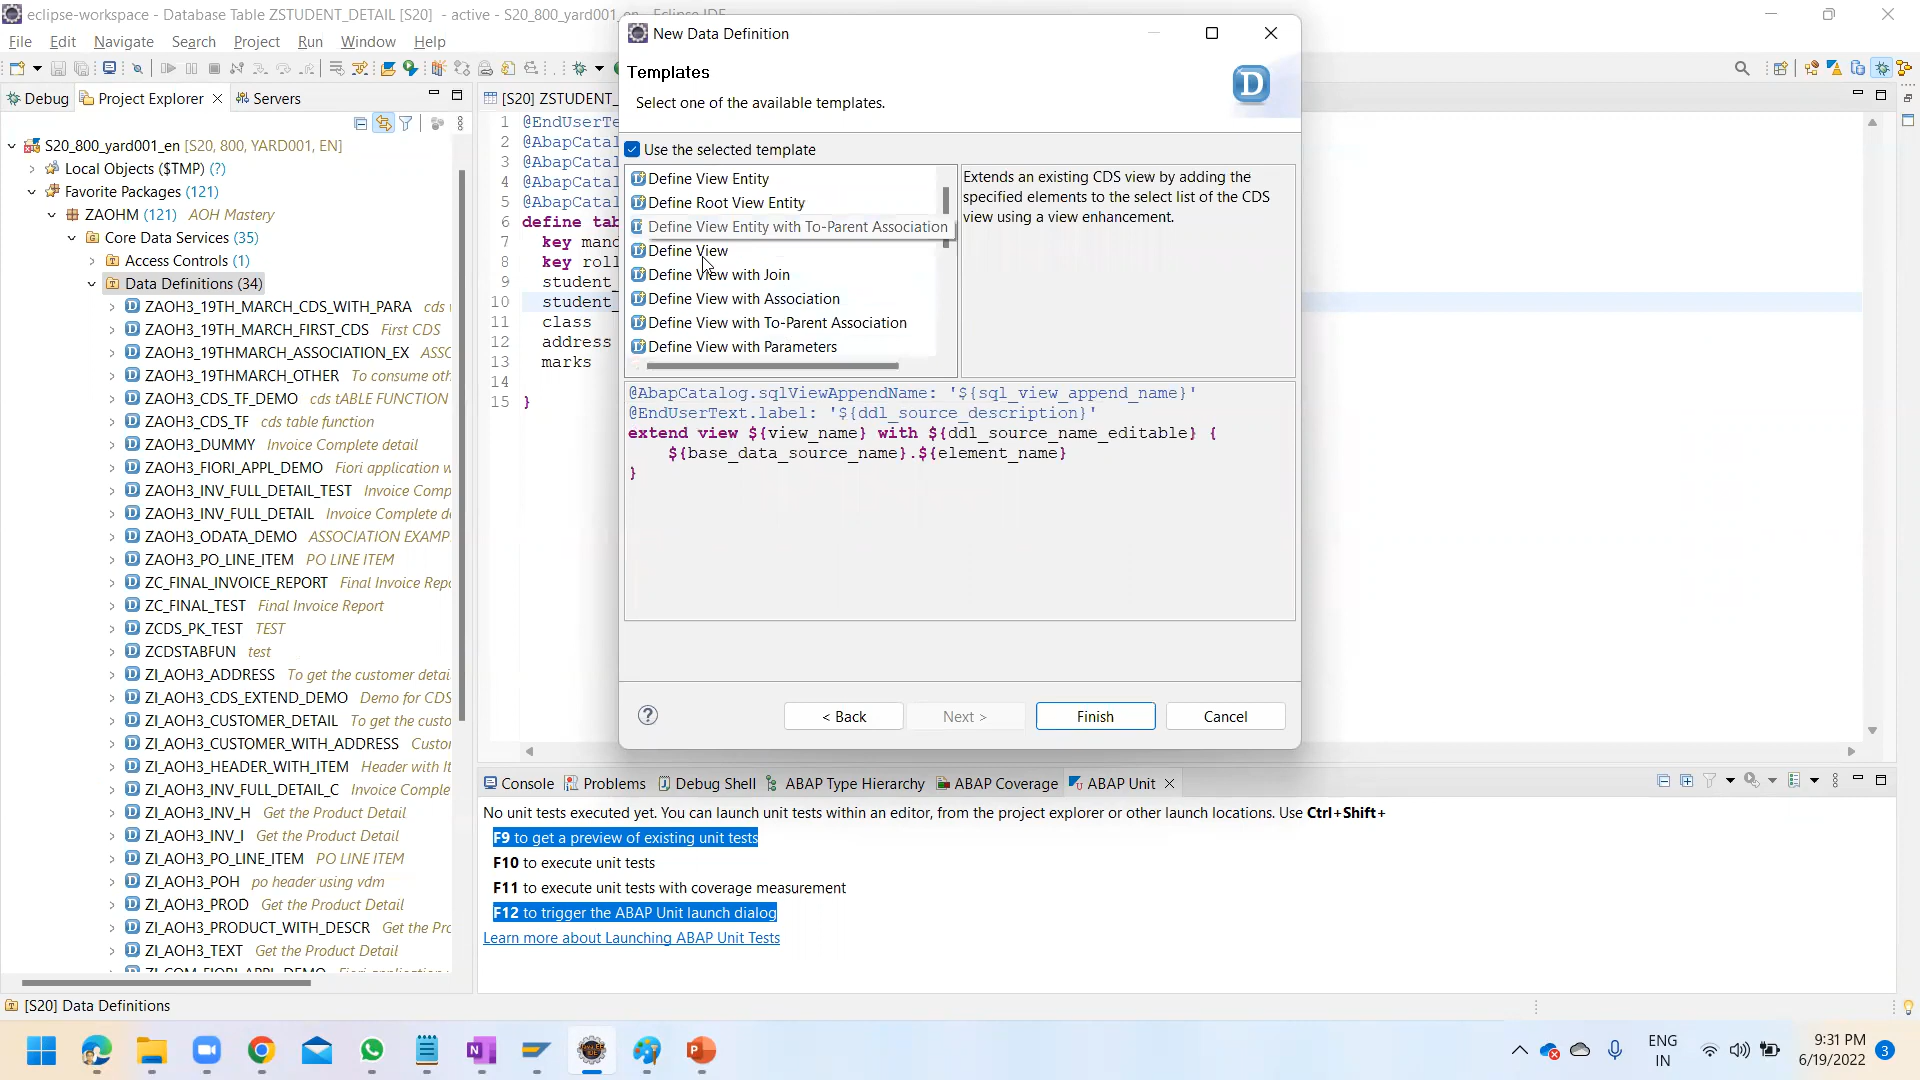 eclipse-workspace - Database Table ZSTUDENT_DETAIL [S20] - active - S20_800_yard001_en - Eclipse IDE
File Edit Navigate Search Project Run Window Help
Debug Project Explorer Servers
S20_800_yard001_en [S20, 800, YARD001, EN]
Local Objects ($TMP) (?)
Favorite Packages (121)
ZAOHM (121) AOH Mastery
Core Data Services (35)
Access Controls (1)
Data Definitions (34)
ZAOH3_19TH_MARCH_CDS_WITH_PARA cds
ZAOH3_19TH_MARCH_FIRST_CDS First CDS
ZAOH3_19THMARCH_ASSOCIATION_EX ASSC
ZAOH3_19THMARCH_OTHER To consume oth
ZAOH3_CDS_TF_DEMO cds tABLE FUNCTION
ZAOH3_CDS_TF cds table function
ZAOH3_DUMMY Invoice Complete detail
ZAOH3_FIORI_APPL_DEMO Fiori application w
ZAOH3_INV_FULL_DETAIL_TEST Invoice Comp
ZAOH3_INV_FULL_DETAIL Invoice Complete d
ZAOH3_ODATA_DEMO ASSOCIATION EXAMP
ZAOH3_PO_LINE_ITEM PO LINE ITEM
ZC_FINAL_INVOICE_REPORT Final Invoice Repo
ZC_FINAL_TEST Final Invoice Report
ZCDS_PK_TEST TEST
ZCDSTABFUN test
ZI_AOH3_ADDRESS To get the customer detai
ZI_AOH3_CDS_EXTEND_DEMO Demo for CDS
ZI_AOH3_CUSTOMER_DETAIL To get the custo
ZI_AOH3_CUSTOMER_WITH_ADDRESS Custo
ZI_AOH3_HEADER_WITH_ITEM Header with It
ZI_AOH3_INV_FULL_DETAIL_C Invoice Comple
ZI_AOH3_INV_H Get the Product Detail
ZI_AOH3_INV_I Get the Product Detail
ZI_AOH3_PO_LINE_ITEM PO LINE ITEM
ZI_AOH3_POH po header using vdm
ZI_AOH3_PROD Get the Product Detail
ZI_AOH3_PRODUCT_WITH_DESCR Get the Pro
ZI_AOH3_TEXT Get the Product Detail
[S20] Data Definitions
[S20] ZSTUDENT_
1 @EndUserTe
2 @AbapCatal
3 @AbapCatal
4 @AbapCatal
5 @AbapCatal
6 define tab
7 key mand
8 key roll
9 student_
10 student_
11 class
12 address
13 marks
14
15 }
New Data Definition
Templates
Select one of the available templates.
D
Use the selected template
Define View Entity
Define Root View Entity
Define View Entity with To-Parent Association
Define View
Define View with Join
Define View with Association
Define View with To-Parent Association
Define View with Parameters
Extends an existing CDS view by adding the
specified elements to the select list of the CDS
view using a view enhancement.
@AbapCatalog.sqlViewAppendName: '${sql_view_append_name}'
@EndUserText.label: '${ddl_source_description}'
extend view ${view_name} with ${ddl_source_name_editable} {
${base_data_source_name}.${element_name}
}
? < Back Next > Finish Cancel
Console Problems Debug Shell ABAP Type Hierarchy ABAP Coverage ABAP Unit
No unit tests executed yet. You can launch unit tests within an editor, from the project explorer or other launch locations. Use Ctrl+Shift+
F9 to get a preview of existing unit tests
F10 to execute unit tests
F11 to execute unit tests with coverage measurement
F12 to trigger the ABAP Unit launch dialog
Learn more about Launching ABAP Unit Tests
ENG
IN
9:31 PM
6/19/2022
3